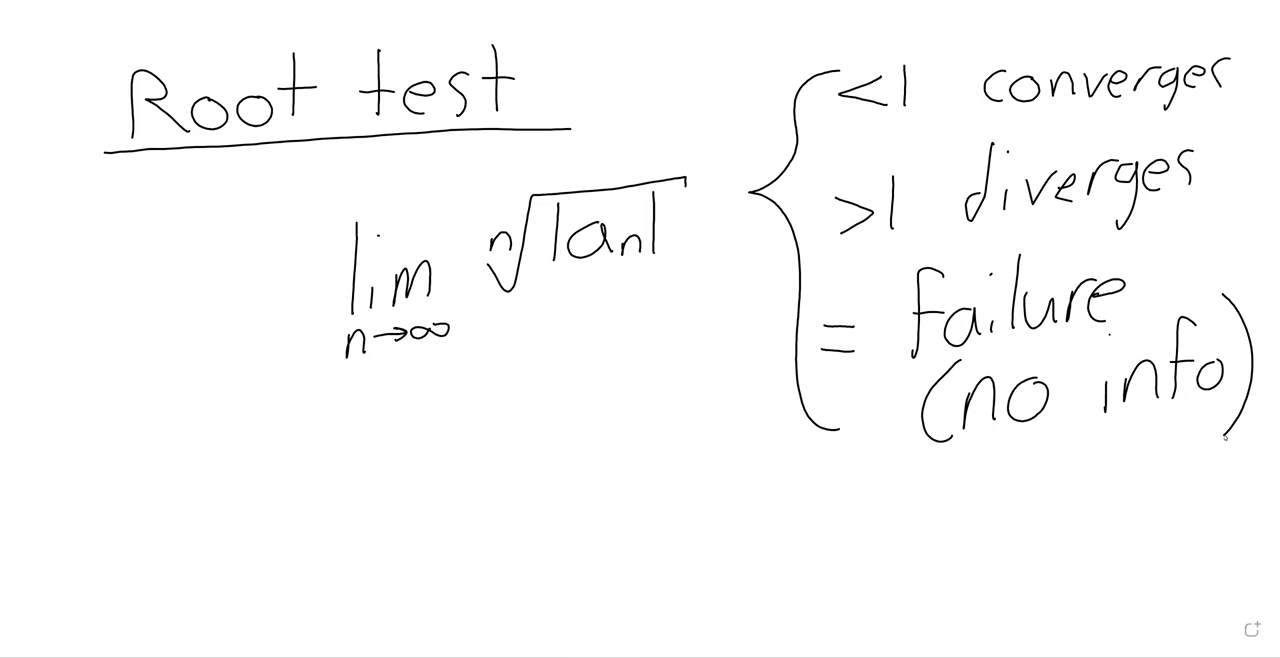 Root test
lim n→∞ ⁿ√|an|
<1 converges
>1 diverges
= failure
(no info)